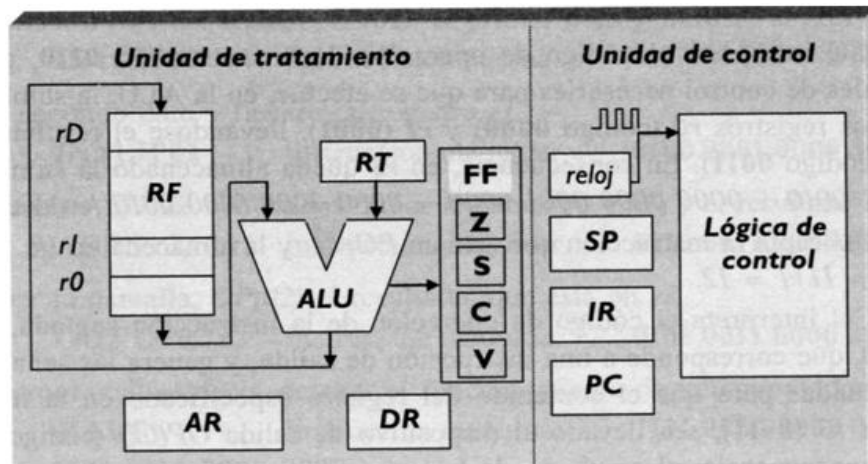 Unidad de tratamiento
Unidad de control
rD
RF
r1
r0
RT
ALU
FF
Z
S
C
V
AR
DR
reloj
SP
IR
PC
Lógica de
control